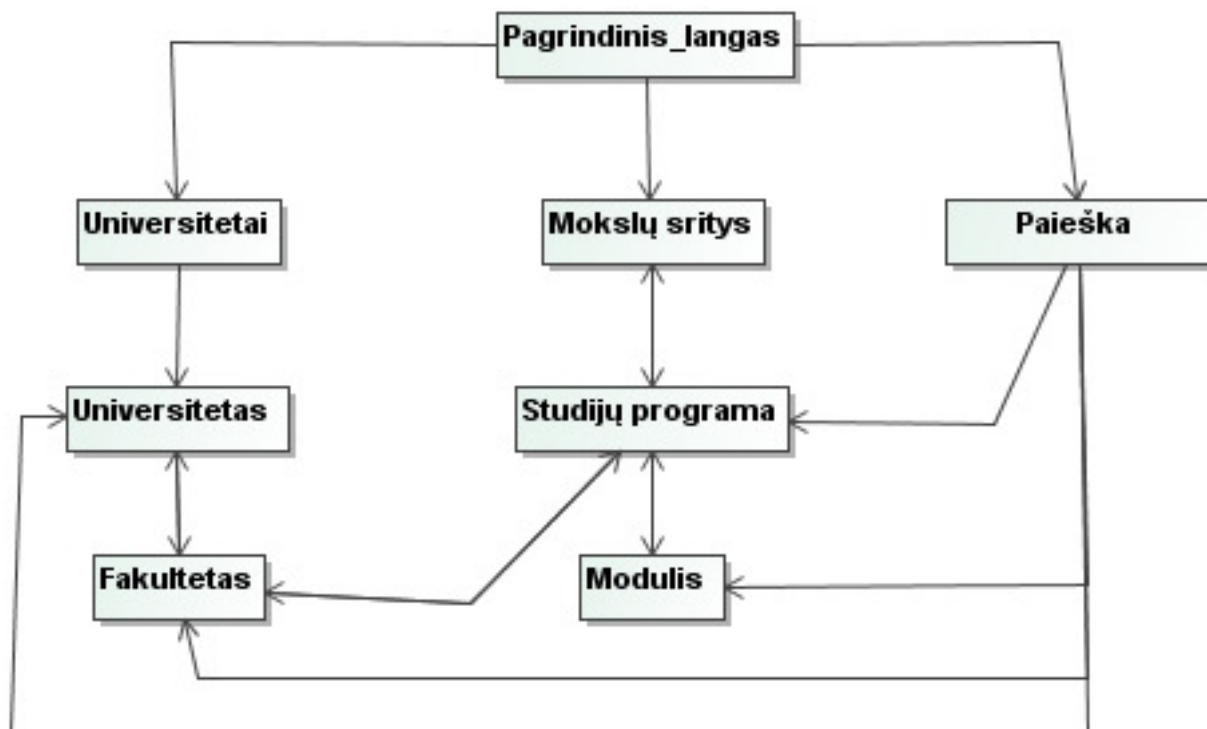 Pagrindinis_langas
Universitetai
Mokslų sritys
Paieška
Universitetas
Studijų programa
Fakultetas
Modulis